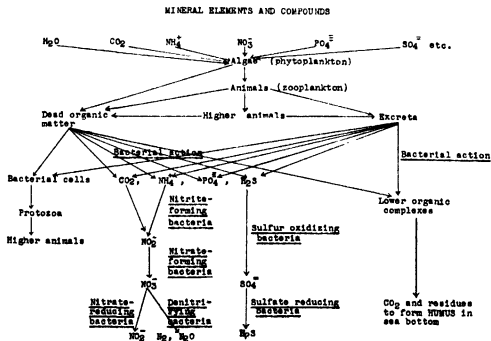 MINERAL ELEMENTS AND COMPOUNDS
H2O CO2 NH4+ NO3- PO4≡ SO4= etc.
Algae (phytoplankton)
Animals (zooplankton)
Dead organic matter Higher animals Excreta
Bacterial action
Bacterial action
Bacterial cells CO2, NH4, PO4≡, H2S Lower organic complexes
Protozoa
Higher animals
Nitrite-
forming
bacteria
NO2-
Nitrate-
forming
bacteria
NO3-
Sulfur oxidizing
bacteria
SO4=
Nitrate-
reducing
bacteria
Denitri-
fying
bacteria
Sulfate reducing
bacteria
NO2- N2, N2O H2S
CO2 and residues
to form HUMUS in
sea bottom